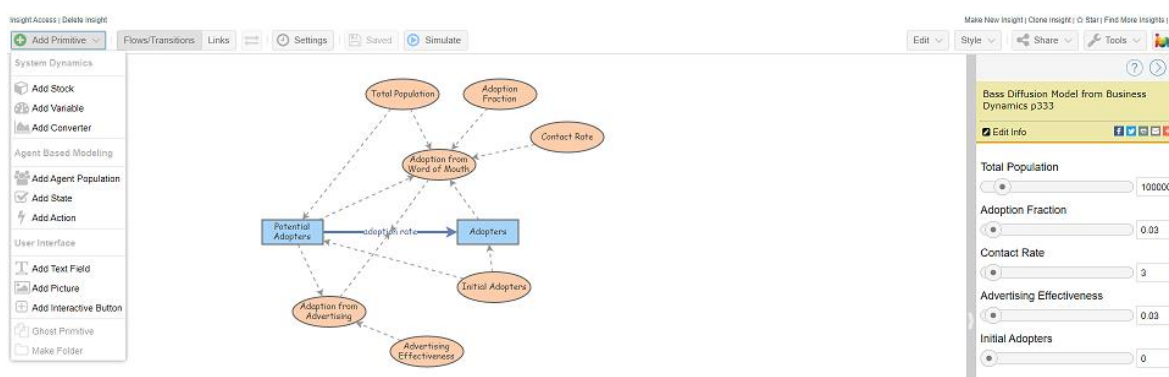 Insight Access | Delete Insight
Make New Insight | Clone Insight | ☆ Star | Find More Insights |
Add Primitive
Flows/Transitions
Links
Settings
Saved
Simulate
Edit
Style
Share
Tools
System Dynamics
Add Stock
Add Variable
Add Converter
Agent Based Modeling
Add Agent Population
Add State
Add Action
User Interface
Add Text Field
Add Picture
Add Interactive Button
Ghost Primitive
Make Folder
Total Population
Adoption
Fraction
Contact Rate
Adoption from
Word of Mouth
Potential
Adopters
adoption rate
Adopters
Initial Adopters
Adoption from
Advertising
Advertising
Effectiveness
?
Bass Diffusion Model from Business
Dynamics p333
Edit Info
Total Population
100000
Adoption Fraction
0.03
Contact Rate
3
Advertising Effectiveness
0.03
Initial Adopters
0